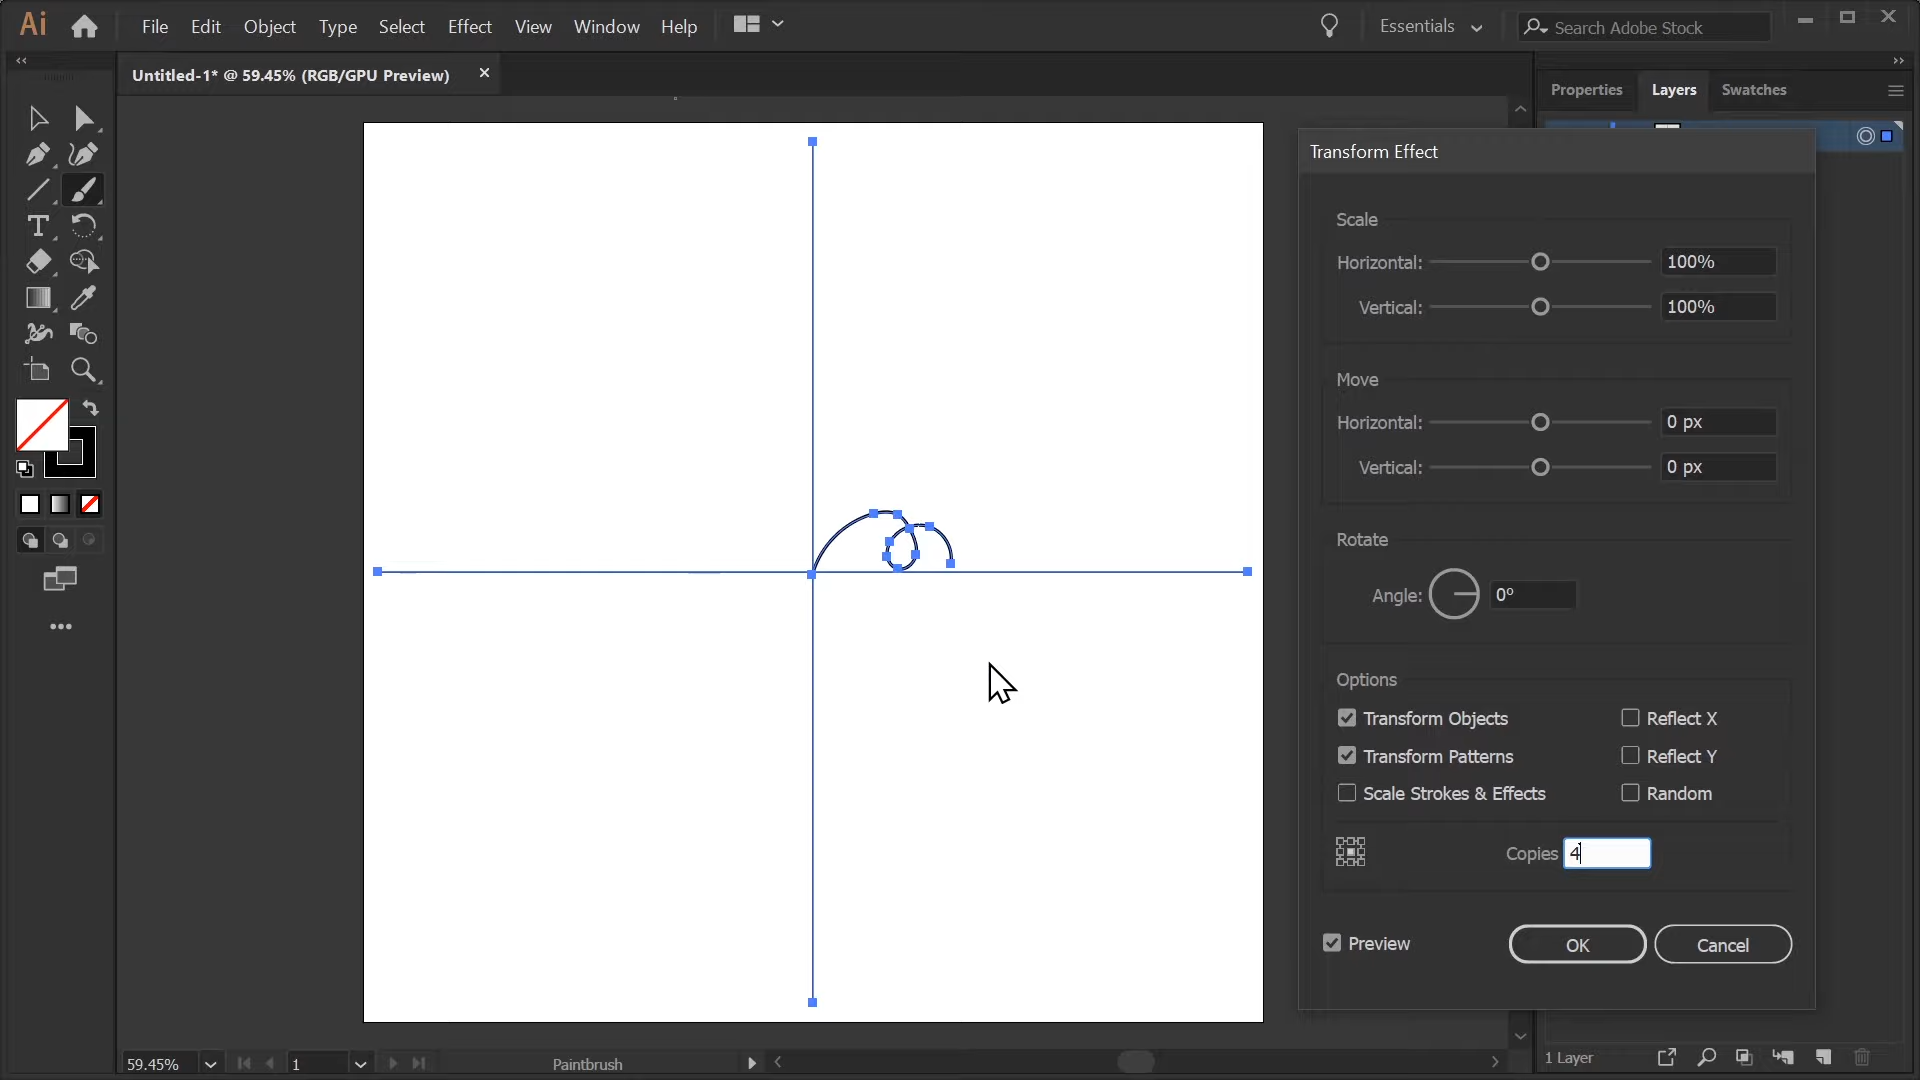 Ai File Edit Object Type Select Effect View Window Help Essentials Search Adobe Stock
Untitled-1* @ 59.45% (RGB/GPU Preview)
Properties Layers Swatches
Transform Effect
Scale
Horizontal: 100%
Vertical: 100%
Move
Horizontal: 0 px
Vertical: 0 px
Rotate
Angle: 0°
Options
Transform Objects Reflect X
Transform Patterns Reflect Y
Scale Strokes & Effects Random
Copies 4
Preview OK Cancel
59.45% 1 Paintbrush 1 Layer